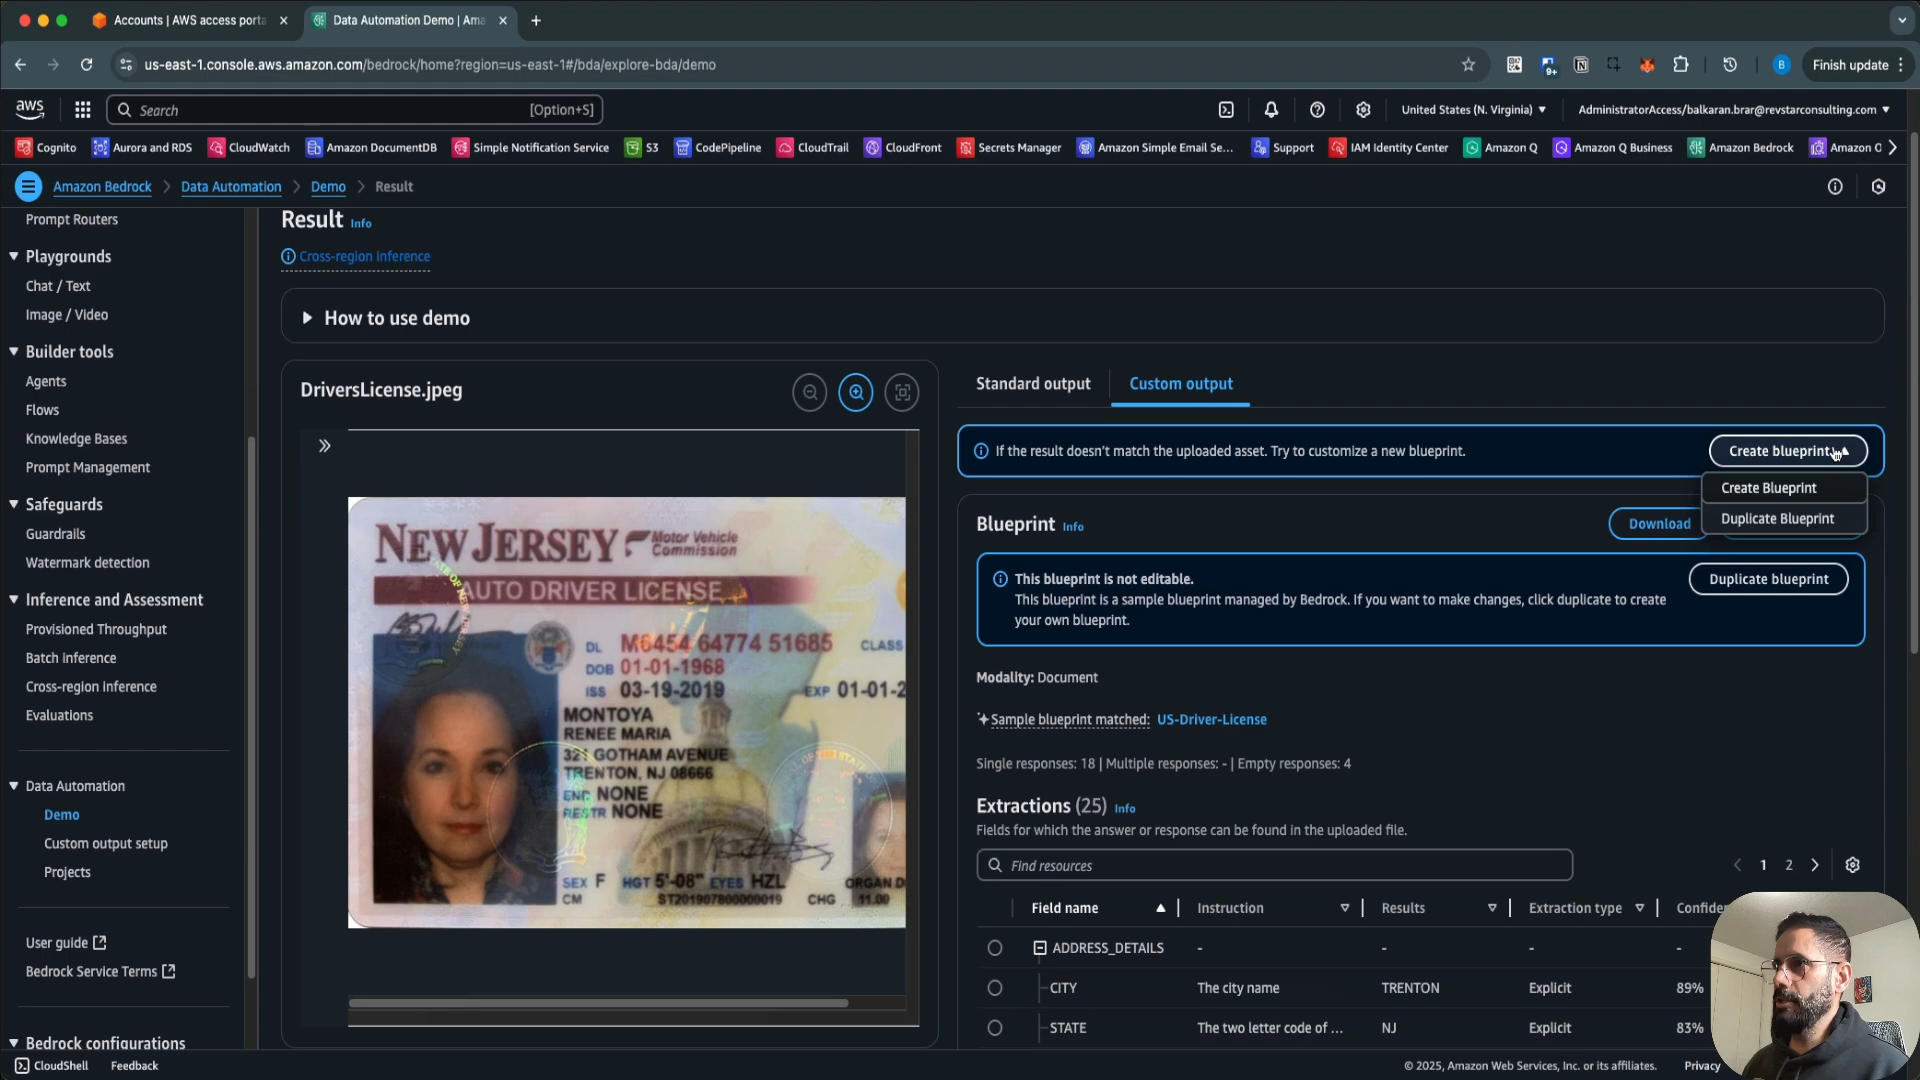 Accounts | AWS access porta
Data Automation Demo | Ama
us-east-1.console.aws.amazon.com/bedrock/home?region=us-east-1#/bda/explore-bda/demo
9+
B
Finish update
aws
Search
[Option+S]
United States (N. Virginia)
AdministratorAccess/balkaran.brar@revstarconsulting.com
Cognito
Aurora and RDS
CloudWatch
Amazon DocumentDB
Simple Notification Service
S3
CodePipeline
CloudTrail
CloudFront
Secrets Manager
Amazon Simple Email Se...
Support
IAM Identity Center
Amazon Q
Amazon Q Business
Amazon Bedrock
Amazon O
Amazon Bedrock
Data Automation
Demo
Result
Prompt Routers
Playgrounds
Chat / Text
Image / Video
Builder tools
Agents
Flows
Knowledge Bases
Prompt Management
Safeguards
Guardrails
Watermark detection
Inference and Assessment
Provisioned Throughput
Batch inference
Cross-region inference
Evaluations
Data Automation
Demo
Custom output setup
Projects
User guide
Bedrock Service Terms
Bedrock configurations
Result Info
Cross-region inference
How to use demo
DriversLicense.jpeg
NEW JERSEY
Motor Vehicle
Commission
AUTO DRIVER LICENSE
DL M6454 64774 51685 CLASS
DOB 01-01-1968
ISS 03-19-2019 EXP 01-01-2
MONTOYA
RENEE MARIA
321 GOTHAM AVENUE
TRENTON, NJ 08666
END NONE
RESTR NONE
SEX F HGT 5'-08" EYES HZL ORGAN D
CM ST201907800000019 CHG 11.00
Standard output
Custom output
If the result doesn't match the uploaded asset. Try to customize a new blueprint.
Create blueprint
Create Blueprint
Duplicate Blueprint
Blueprint Info
Download
This blueprint is not editable.
This blueprint is a sample blueprint managed by Bedrock. If you want to make changes, click duplicate to create
your own blueprint.
Duplicate blueprint
Modality: Document
Sample blueprint matched: US-Driver-License
Single responses: 18 | Multiple responses: - | Empty responses: 4
Extractions (25) Info
Fields for which the answer or response can be found in the uploaded file.
Find resources
1 2
Field name Instruction Results Extraction type Confide
ADDRESS_DETAILS - - - -
CITY The city name TRENTON Explicit 89%
STATE The two letter code of ... NJ Explicit 83%
CloudShell
Feedback
© 2025, Amazon Web Services, Inc. or its affiliates.
Privacy